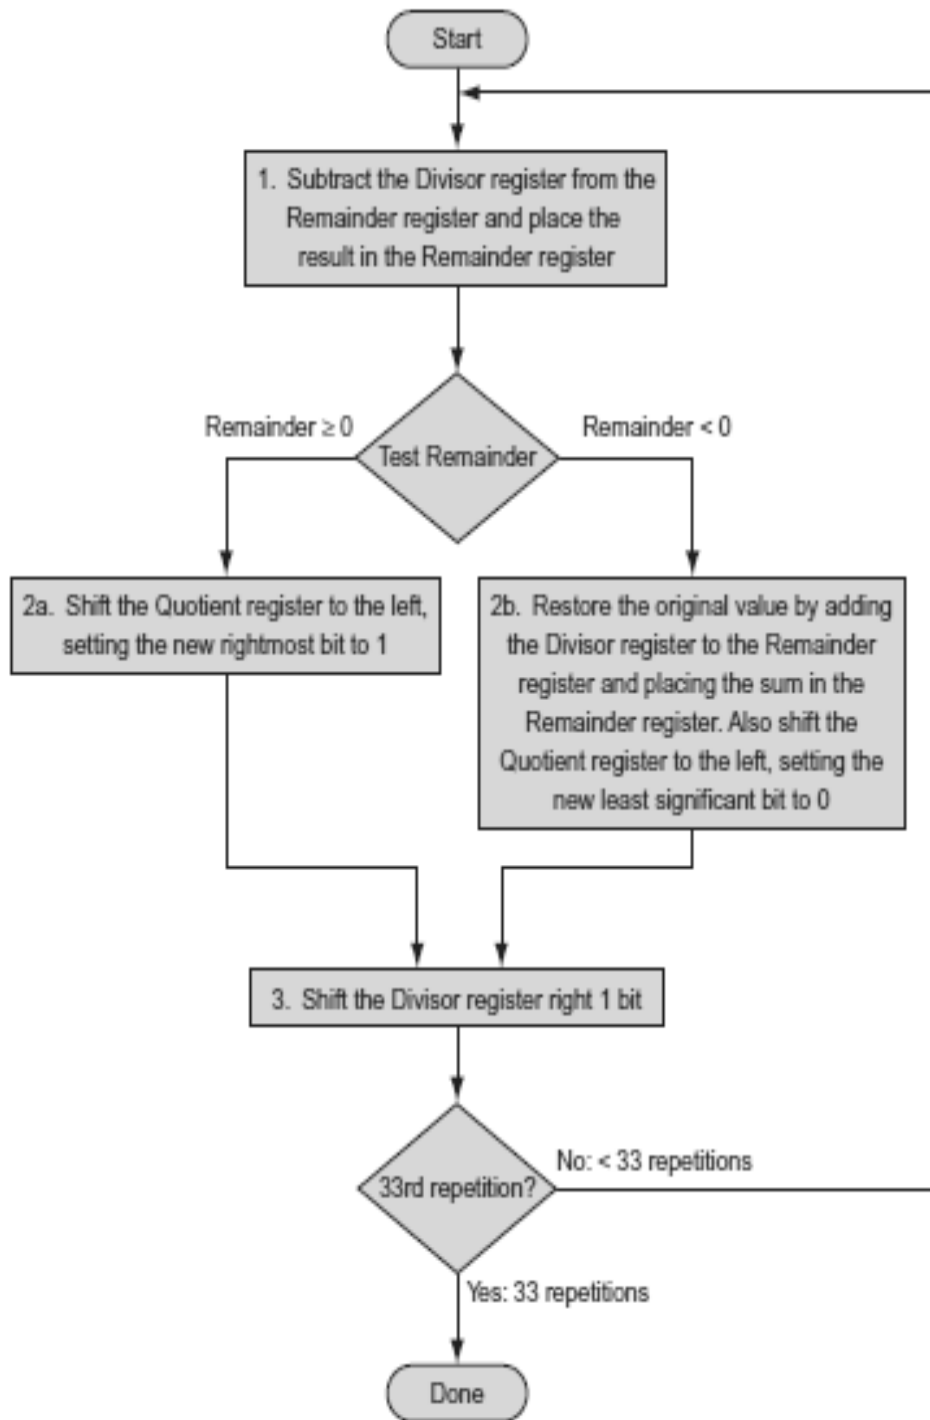 Start
1. Subtract the Divisor register from the
Remainder register and place the
result in the Remainder register
Remainder ≥ 0
Remainder < 0
Test Remainder
2a. Shift the Quotient register to the left,
setting the new rightmost bit to 1
2b. Restore the original value by adding
the Divisor register to the Remainder
register and placing the sum in the
Remainder register. Also shift the
Quotient register to the left, setting the
new least significant bit to 0
3. Shift the Divisor register right 1 bit
No: < 33 repetitions
33rd repetition?
Yes: 33 repetitions
Done